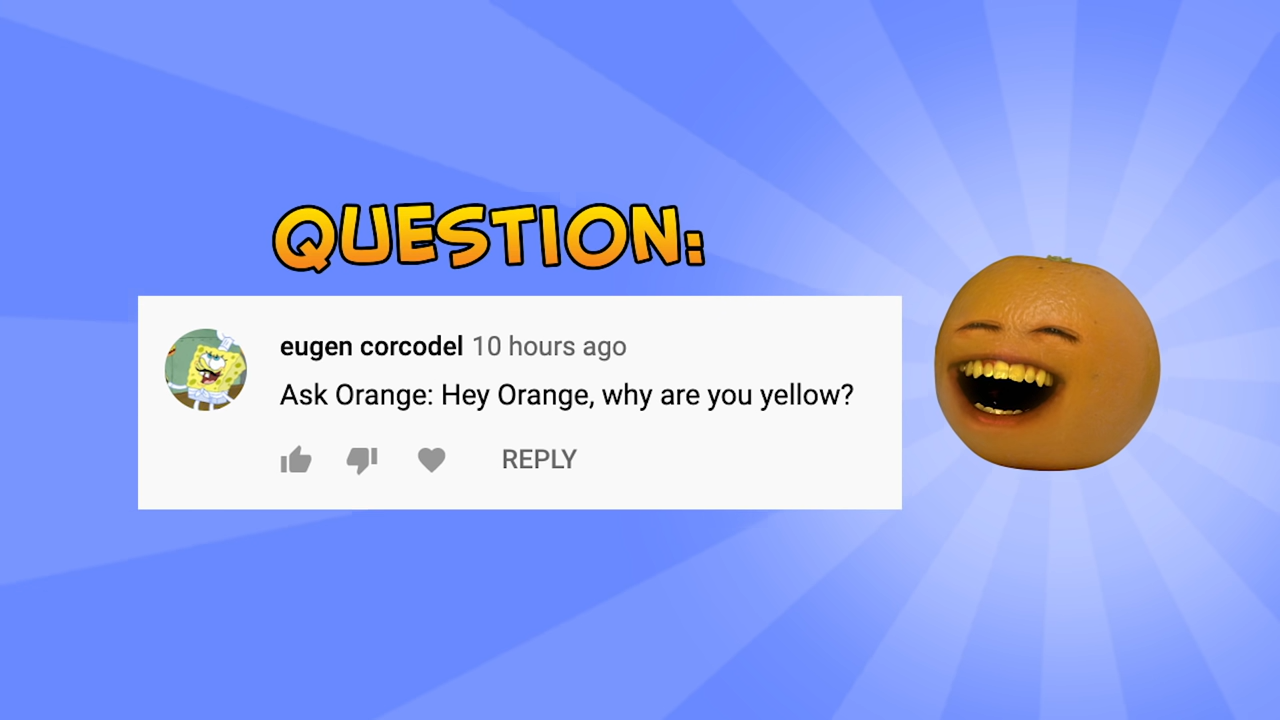 QUESTION:
eugen corcodel 10 hours ago
Ask Orange: Hey Orange, why are you yellow?
REPLY